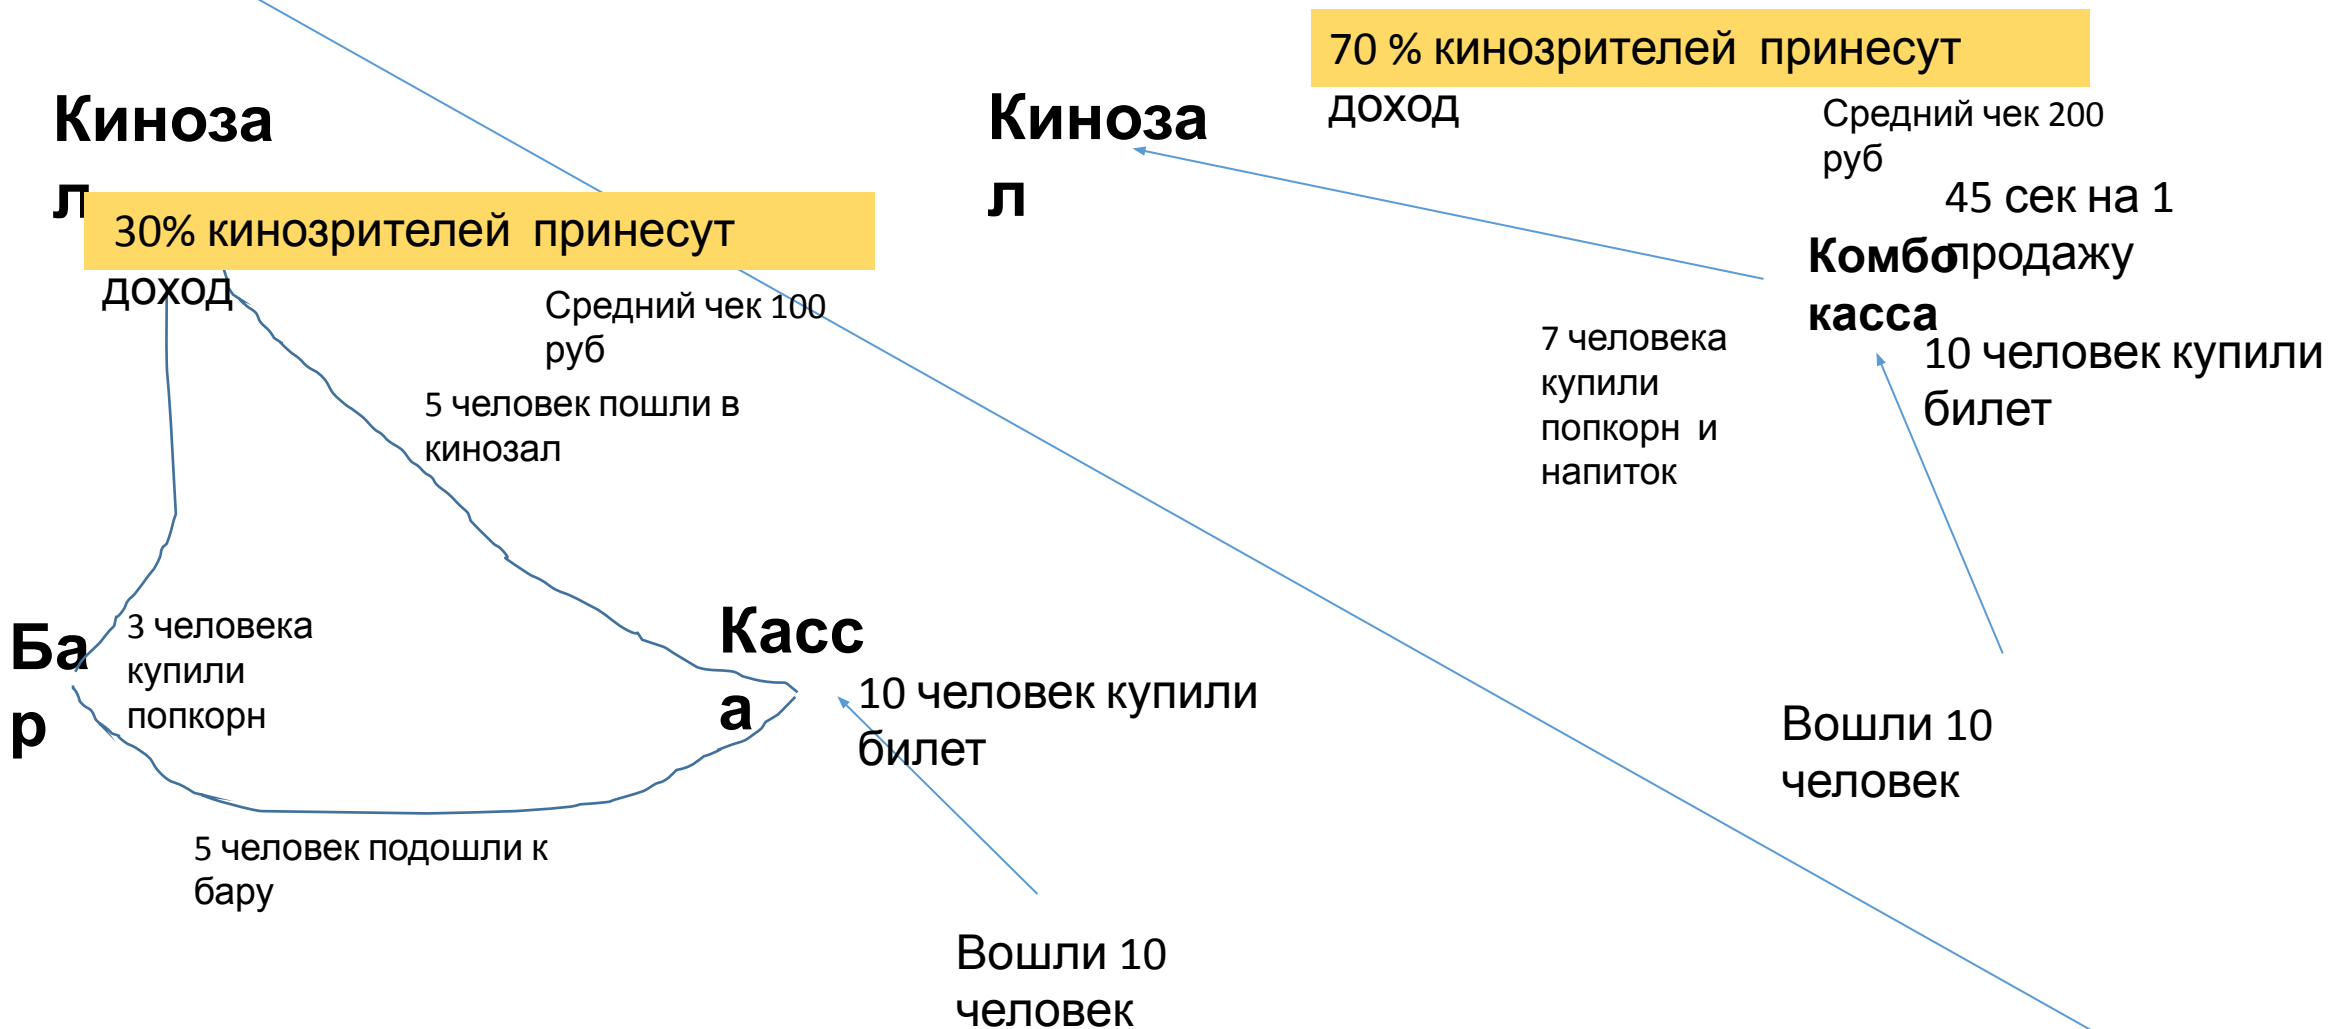 Киноза
л
30% кинозрителей принесут
доход
Средний чек 100
руб
5 человек пошли в
кинозал
Ба
р
3 человека
купили
попкорн
Касс
а
10 человек купили
билет
5 человек подошли к
бару
Вошли 10
человек
70 % кинозрителей принесут
доход
Киноза
л
Средний чек 200
руб
45 сек на 1
продажу
Комбо
касса
7 человека
купили
попкорн и
напиток
10 человек купили
билет
Вошли 10
человек